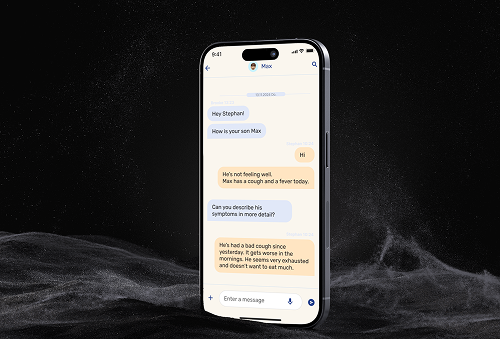 9:41
Max
Hey Stephan!
How is your son Max
Hi
He's not feeling well.
Max has a cough and a fever today.
Can you describe his
symptoms in more detail?
He's had a bad cough since
yesterday. It gets worse in the
mornings. He seems very exhausted
and doesn't want to eat much.
Enter a message